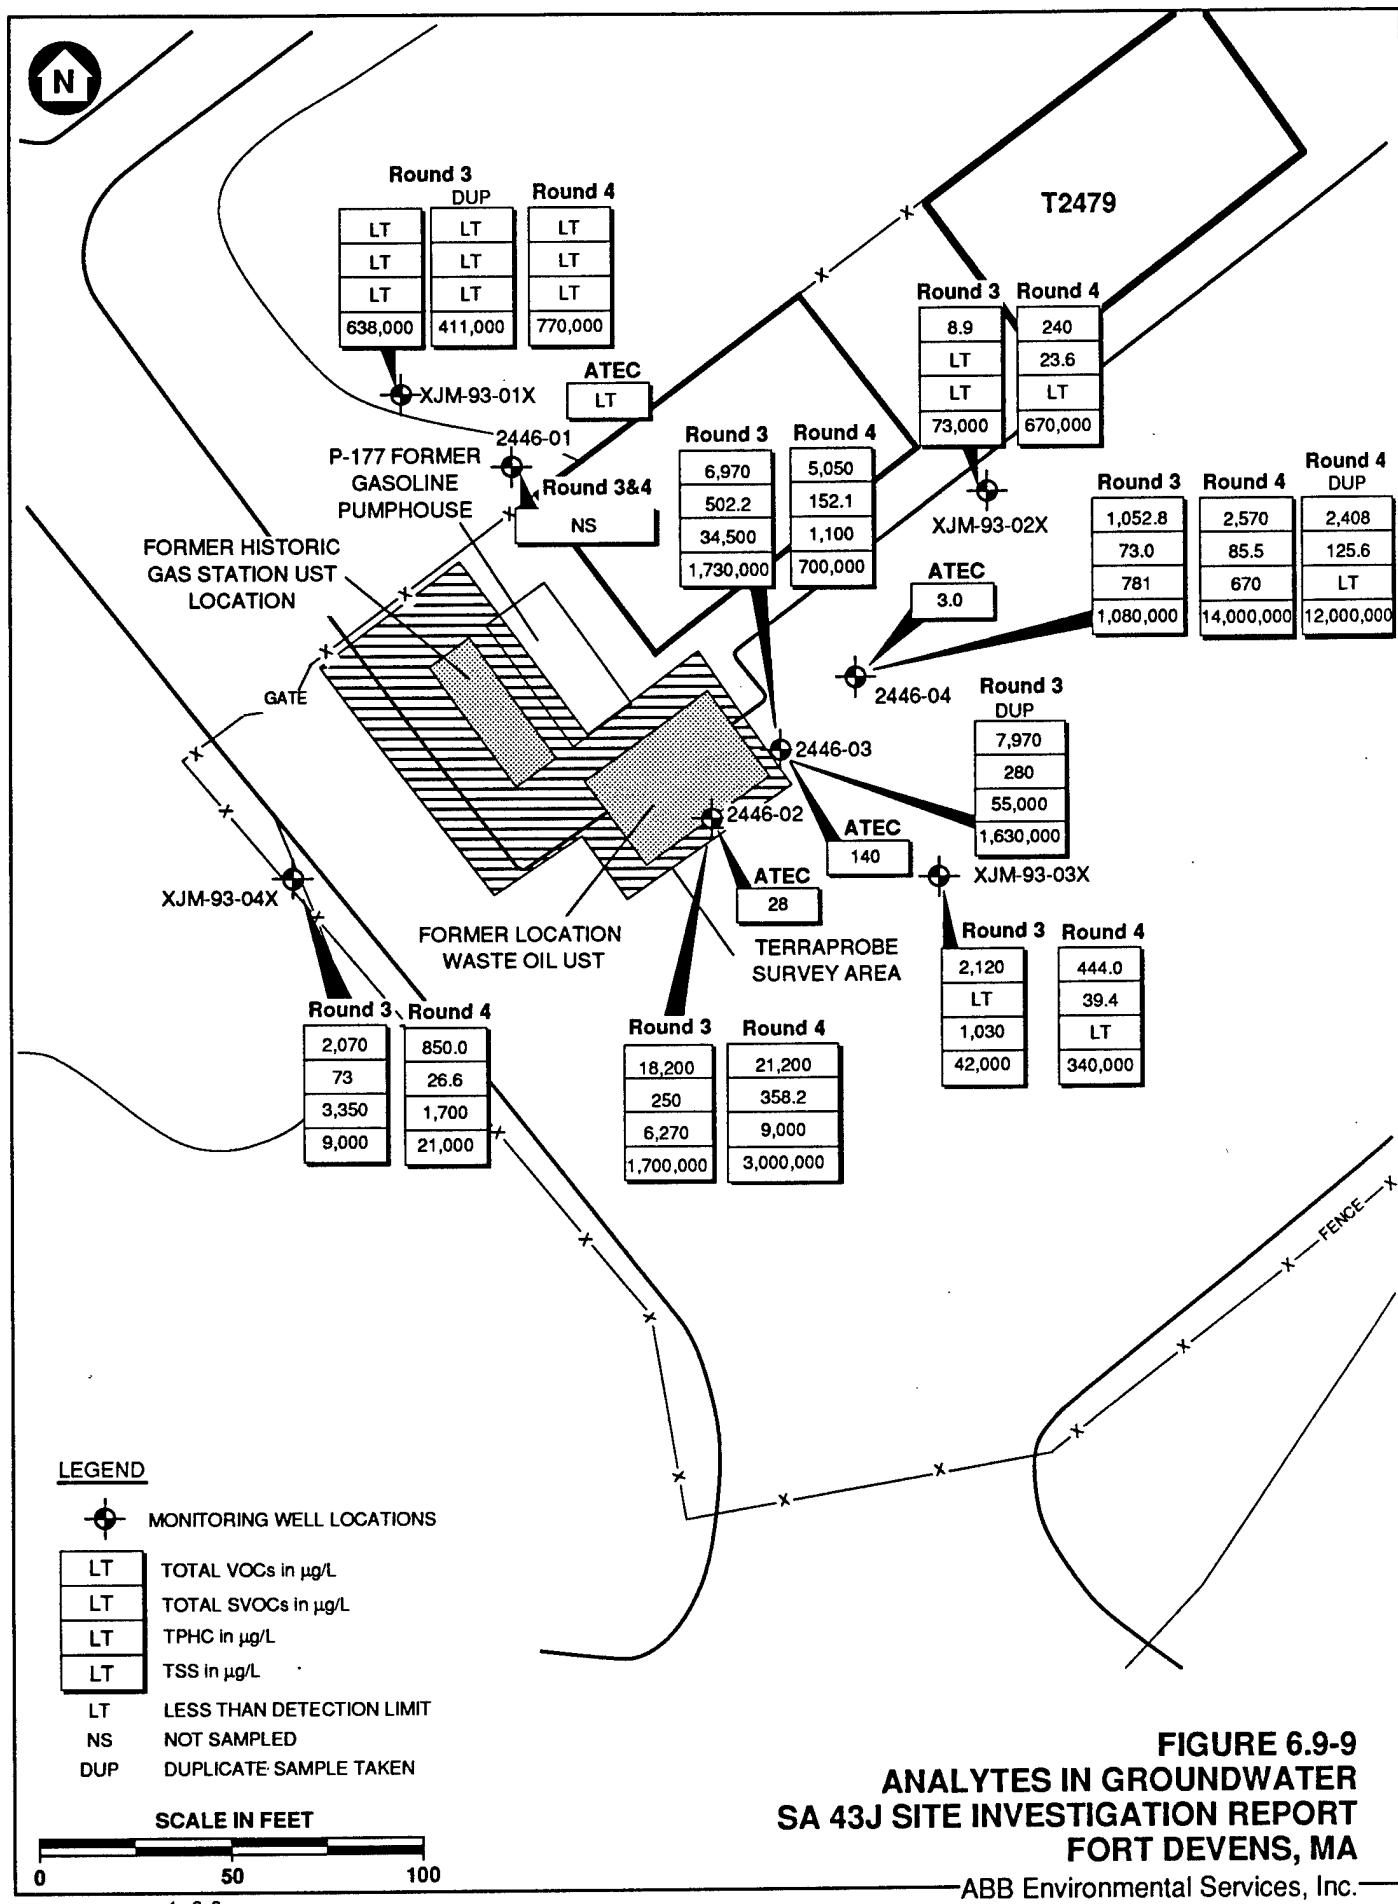 N
T2479
Round 3
DUP
Round 4
LT
LT
LT
638,000
LT
LT
LT
411,000
LT
LT
LT
770,000
XJM-93-01X
ATEC
LT
2446-01
Round 3&4
NS
P-177 FORMER
GASOLINE
PUMPHOUSE
FORMER HISTORIC
GAS STATION UST
LOCATION
GATE
Round 3
8.9
LT
LT
73,000
Round 4
240
23.6
LT
670,000
XJM-93-02X
Round 3
6,970
502.2
34,500
1,730,000
Round 4
5,050
152.1
1,100
700,000
Round 3
1,052.8
73.0
781
1,080,000
Round 4
2,570
85.5
670
14,000,000
Round 4
DUP
2,408
125.6
LT
12,000,000
ATEC
3.0
2446-04
2446-03
Round 3
DUP
7,970
280
55,000
1,630,000
2446-02
ATEC
140
ATEC
28
XJM-93-03X
XJM-93-04X
FORMER LOCATION
WASTE OIL UST
TERRAPROBE
SURVEY AREA
Round 3
2,120
LT
1,030
42,000
Round 4
444.0
39.4
LT
340,000
Round 3
2,070
73
3,350
9,000
Round 4
850.0
26.6
1,700
21,000
Round 3
18,200
250
6,270
1,700,000
Round 4
21,200
358.2
9,000
3,000,000
FENCE
LEGEND
MONITORING WELL LOCATIONS
LT TOTAL VOCs in µg/L
LT TOTAL SVOCs in µg/L
LT TPHC in µg/L
LT TSS in µg/L
LT LESS THAN DETECTION LIMIT
NS NOT SAMPLED
DUP DUPLICATE SAMPLE TAKEN
SCALE IN FEET
0 50 100
FIGURE 6.9-9
ANALYTES IN GROUNDWATER
SA 43J SITE INVESTIGATION REPORT
FORT DEVENS, MA
ABB Environmental Services, Inc.